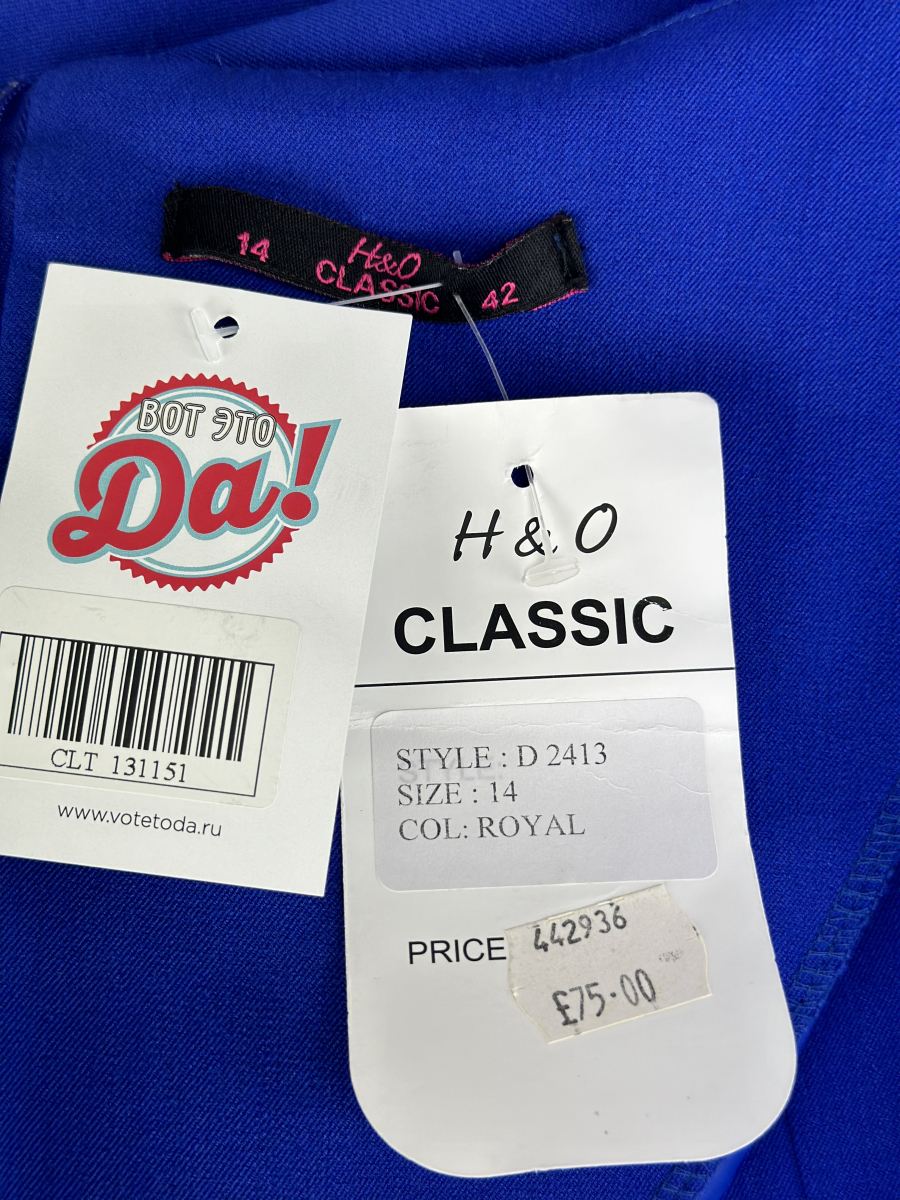 14
H&O
CLASSIC
42
ВОТ ЭТО
Да!
CLT 131151
www.votetoda.ru
H & O
CLASSIC
STYLE : D 2413
SIZE : 14
COL: ROYAL
PRICE
442936
£75.00